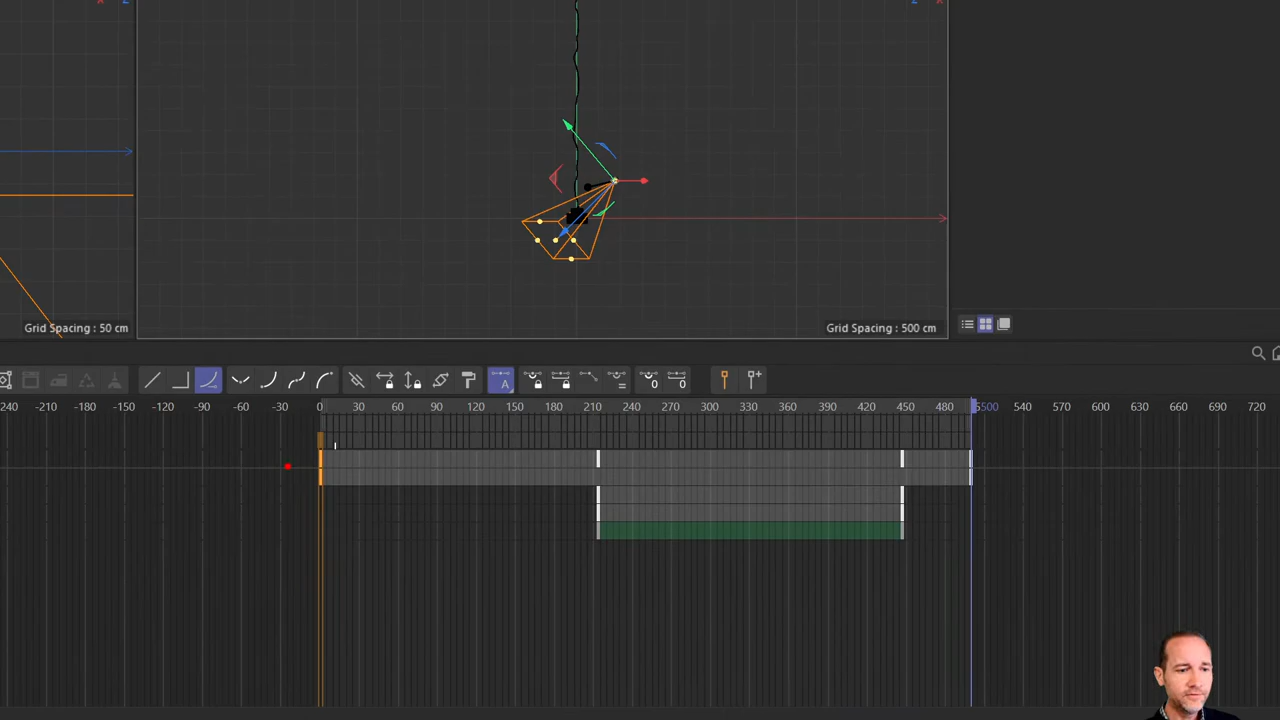 X Z
Z X
Grid Spacing : 50 cm
Grid Spacing : 500 cm
A
0 0
240 -210 -180 -150 -120 -90 -60 -30 0 30 60 90 120 150 180 210 240 270 300 330 360 390 420 450 480 500 540 570 600 630 660 690 720